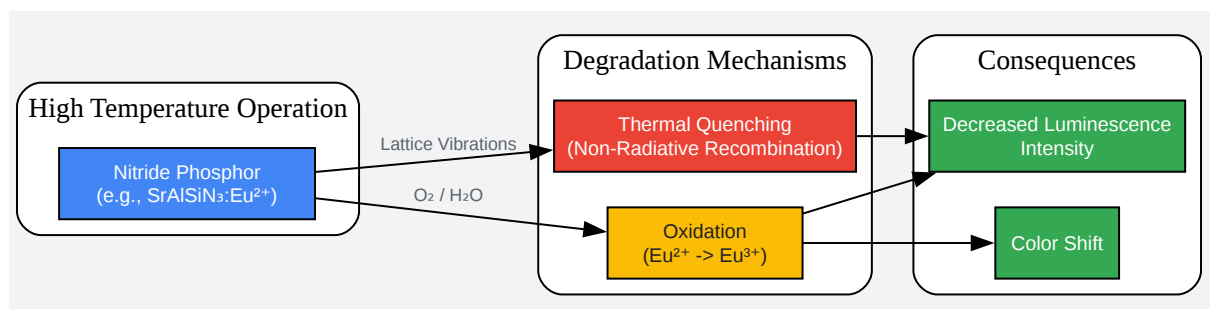 High Temperature Operation
Nitride Phosphor
(e.g., SrAlSiN₃:Eu²⁺)
Lattice Vibrations
O₂ / H₂O
Degradation Mechanisms
Thermal Quenching
(Non-Radiative Recombination)
Oxidation
(Eu²⁺ -> Eu³⁺)
Consequences
Decreased Luminescence
Intensity
Color Shift